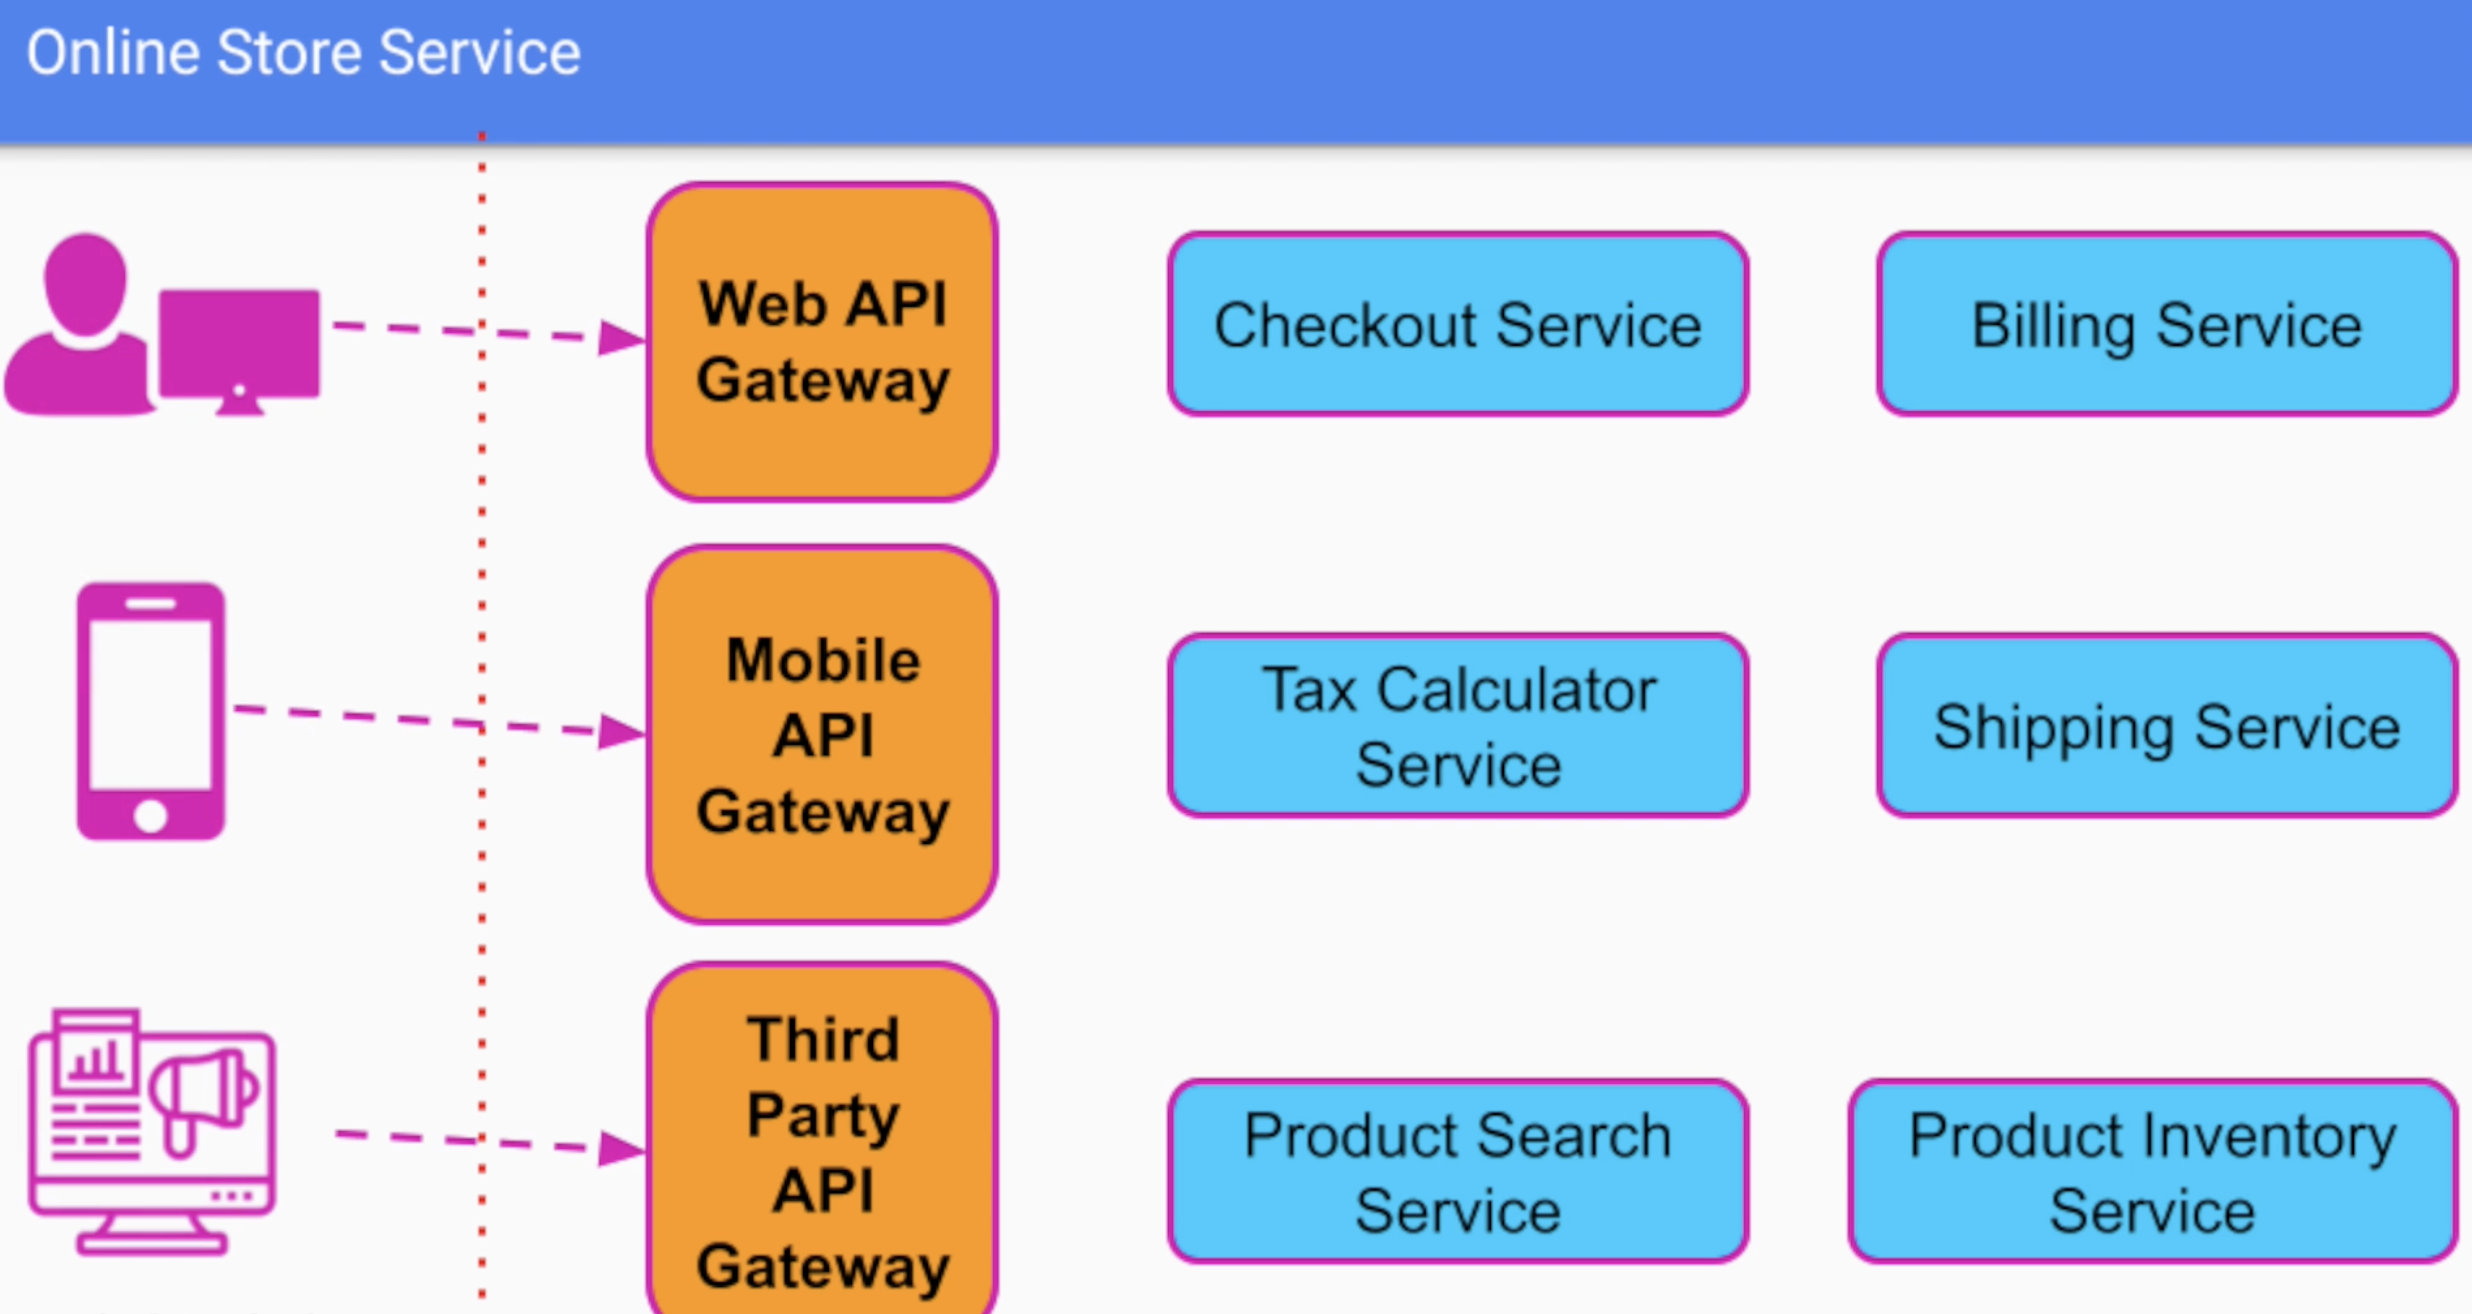 Online Store Service
Web API
Gateway
Checkout Service
Billing Service
Mobile
API
Gateway
Tax Calculator
Service
Shipping Service
Third
Party
API
Gateway
Product Search
Service
Product Inventory
Service